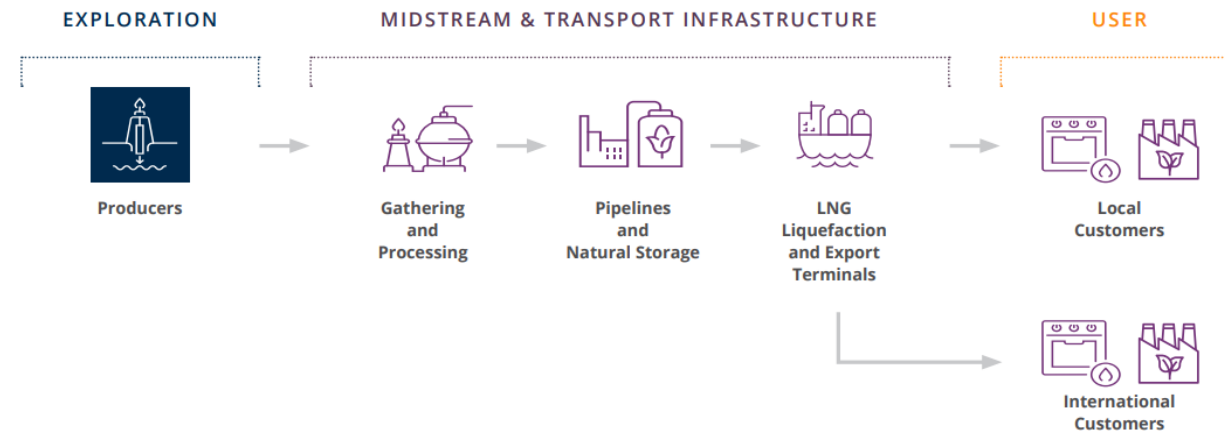 EXPLORATION
MIDSTREAM & TRANSPORT INFRASTRUCTURE
USER
Producers
Gathering
and
Processing
Pipelines
and
Natural Storage
LNG
Liquefaction
and Export
Terminals
Local
Customers
International
Customers